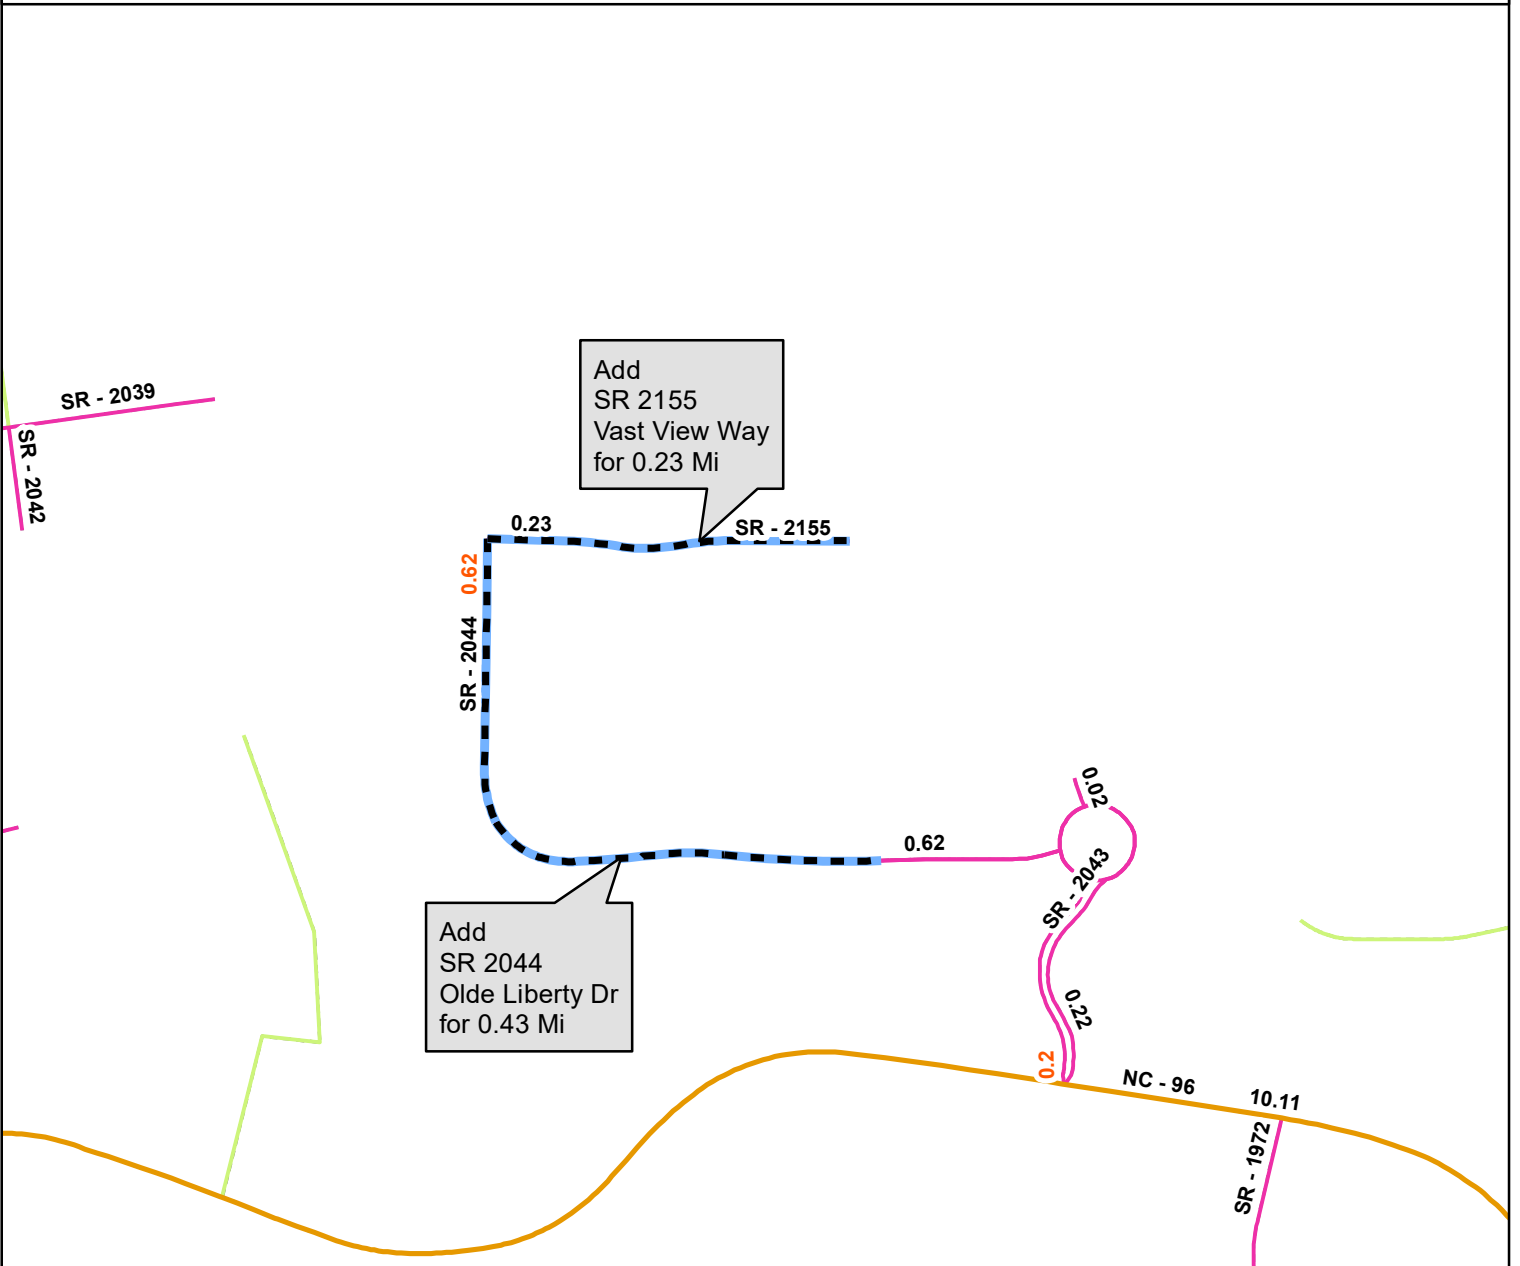 SR - 2039
SR - 2042
Add
SR 2155
Vast View Way
for 0.23 Mi
0.23
SR - 2155
0.62
SR - 2044
0.02
0.62
SR - 2043
Add
SR 2044
Olde Liberty Dr
for 0.43 Mi
0.22
0.2
NC - 96
10.11
SR - 1972